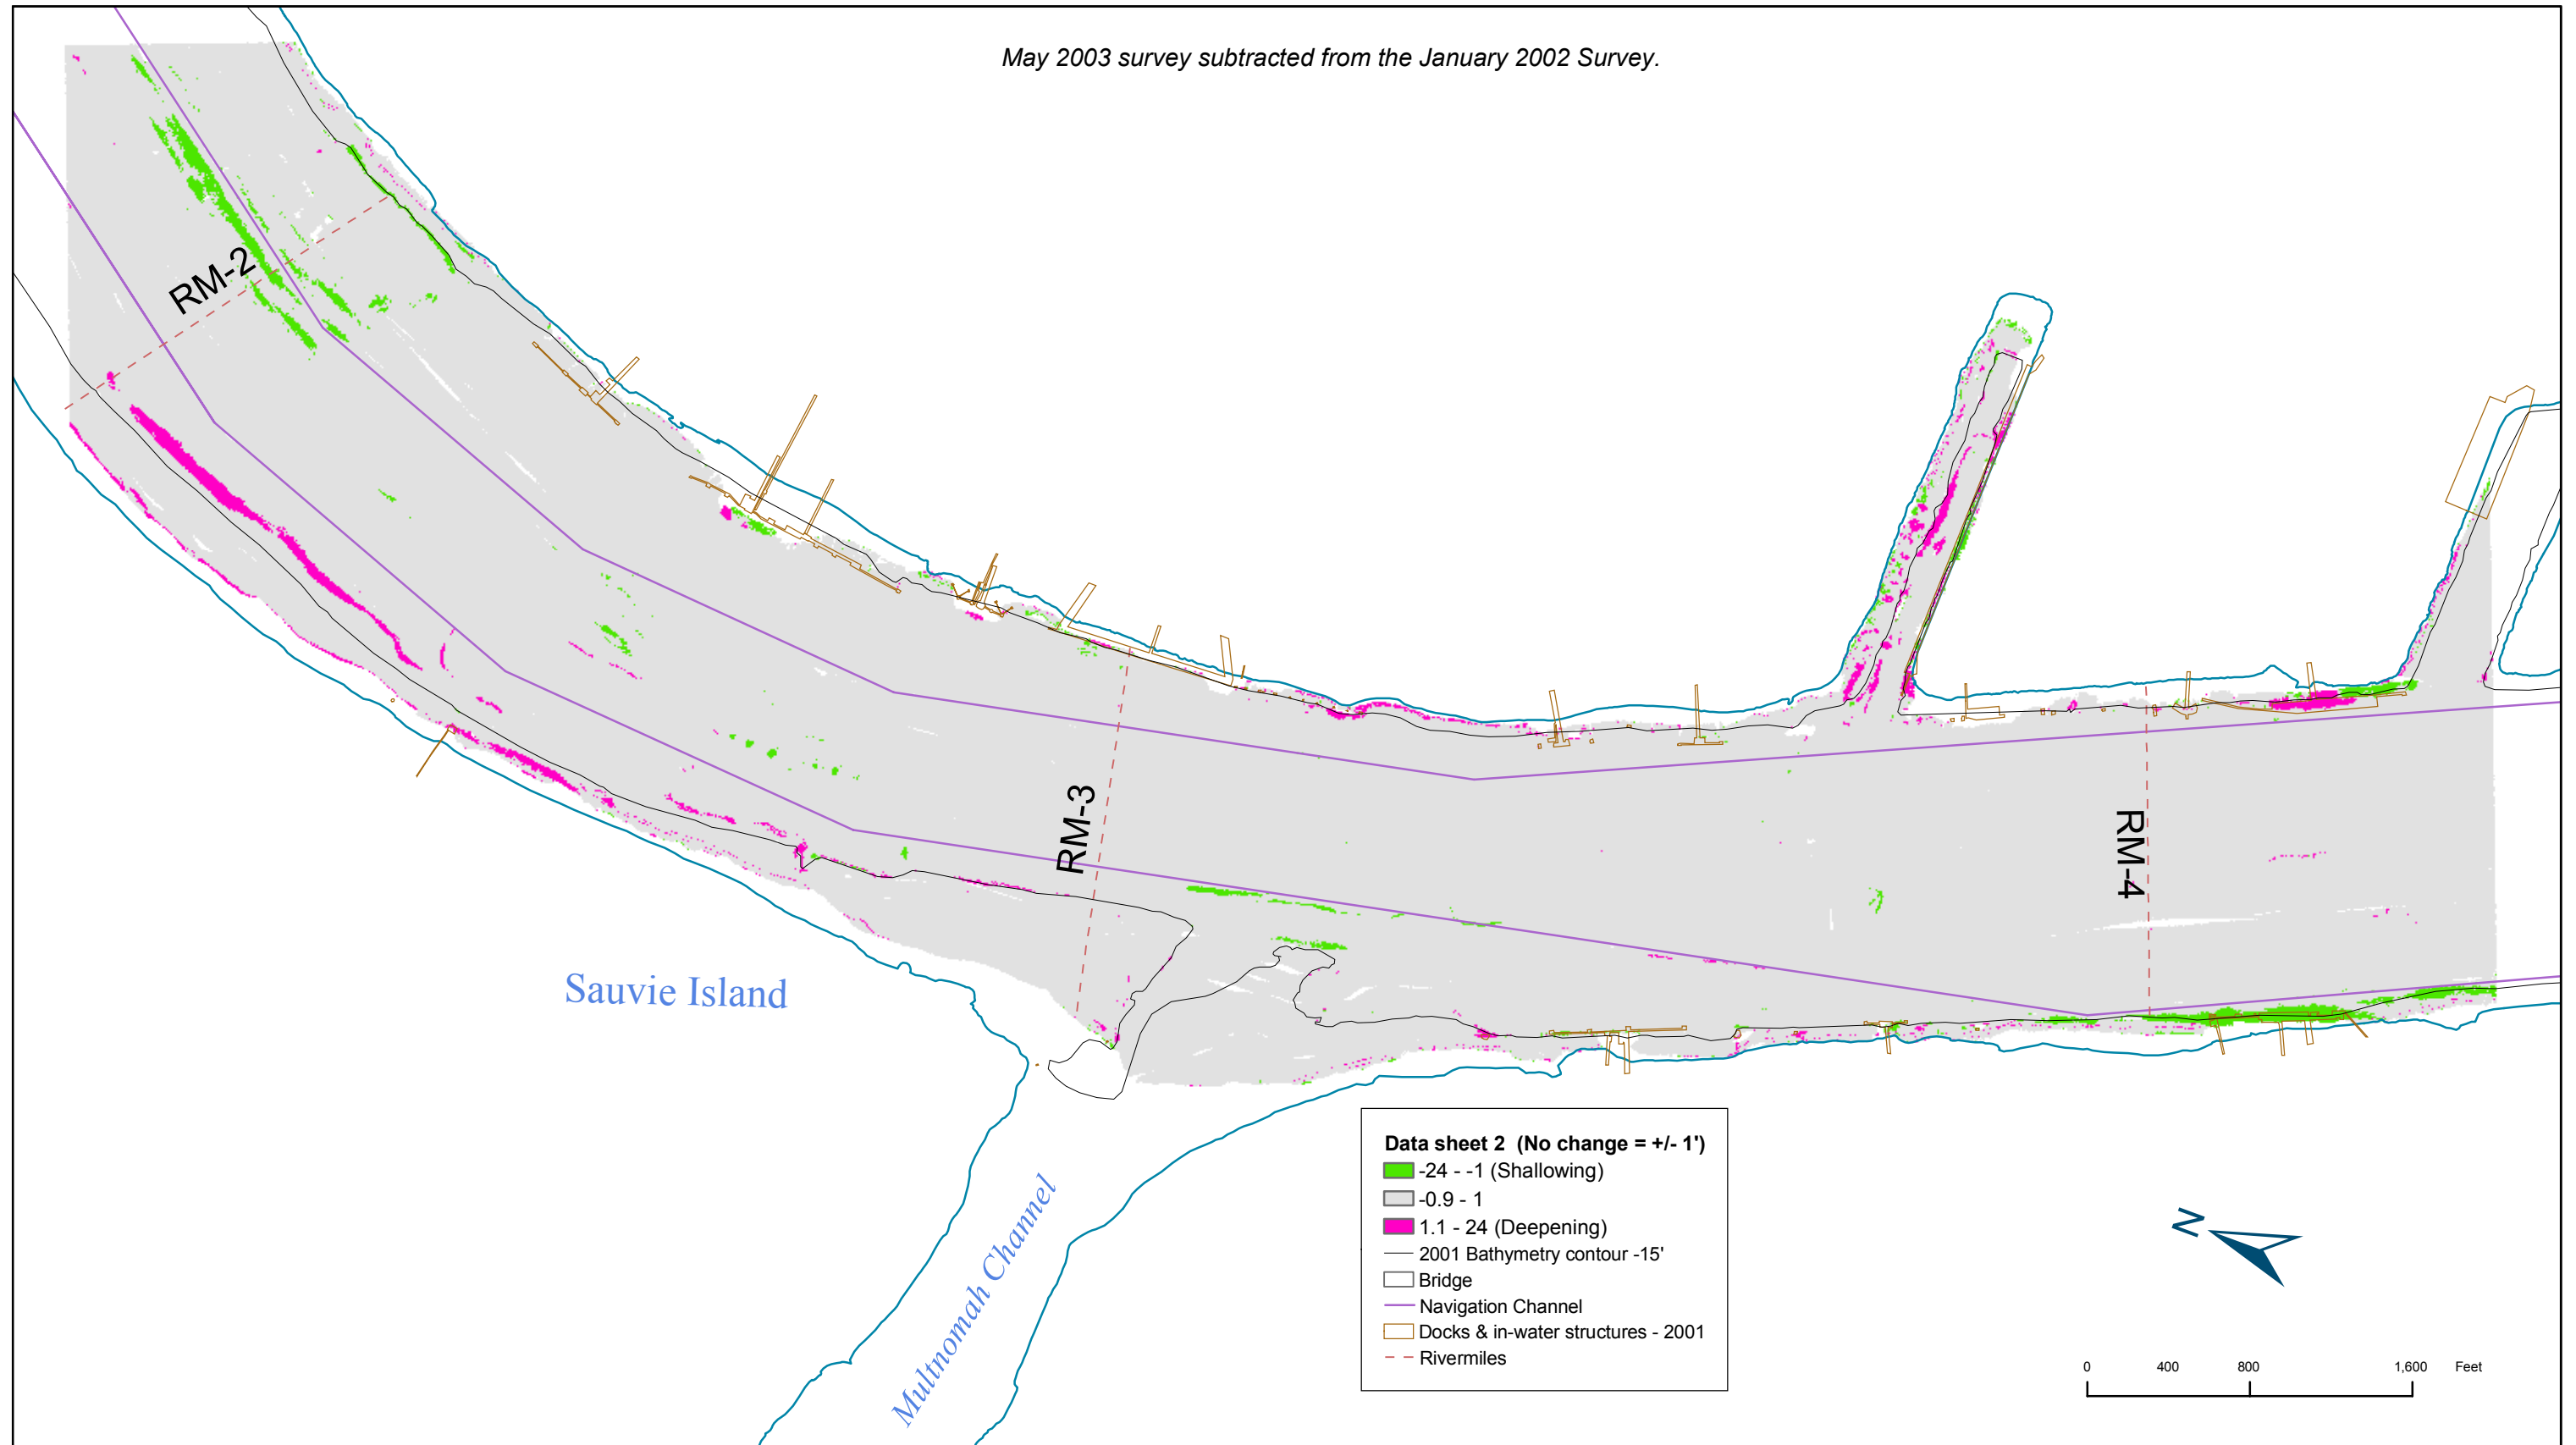 May 2003 survey subtracted from the January 2002 Survey.
RM-2
RM-3
RM-4
Sauvie Island
Multnomah Channel
Data sheet 2 (No change = +/- 1')
-24 - -1 (Shallowing)
-0.9 - 1
1.1 - 24 (Deepening)
2001 Bathymetry contour -15'
Bridge
Navigation Channel
Docks & in-water structures - 2001
Rivermiles
N
0 400 800 1,600 Feet